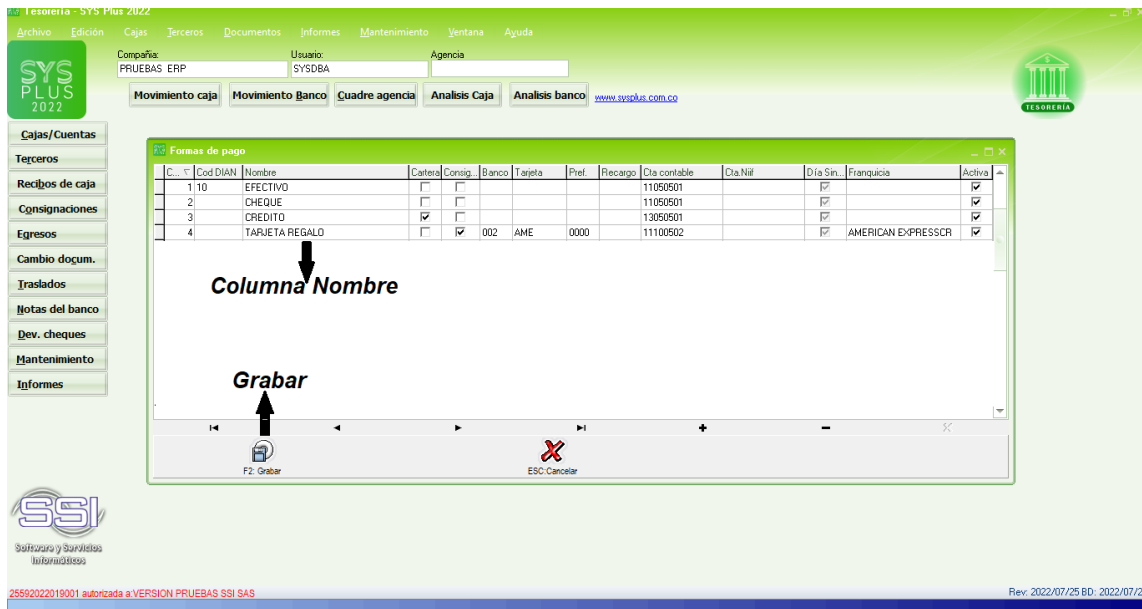 Tesorería - SYS Plus 2022
Archivo Edición Cajas Terceros Documentos Informes Mantenimiento Ventana Ayuda
Compañia: Usuario: Agencia
PRUEBAS ERP SYSDBA
SYS
PLUS
2022
Movimiento caja Movimiento Banco Cuadre agencia Analisis Caja Analisis banco www.sysplus.com.co
TESORERÍA
Cajas/Cuentas
Terceros
Recibos de caja
Consignaciones
Egresos
Cambio docum.
Traslados
Notas del banco
Dev. cheques
Mantenimiento
Informes
Formas de pago
C... Cod DIAN Nombre Cartera Consig... Banco Tarjeta Pref. Recargo Cta contable Cta.Niif Día Sin... Franquicia Activa
1 10 EFECTIVO 11050501
2 CHEQUE 11050501
3 CREDITO 13050501
4 TARJETA REGALO 002 AME 0000 11100502 AMERICAN EXPRESSCR
Columna Nombre
Grabar
F2: Grabar ESC:Cancelar
SSI
Software y Servicios
Informáticos
25592022019001 autorizada a:VERSION PRUEBAS SSI SAS
Rev: 2022/07/25 BD: 2022/07/2